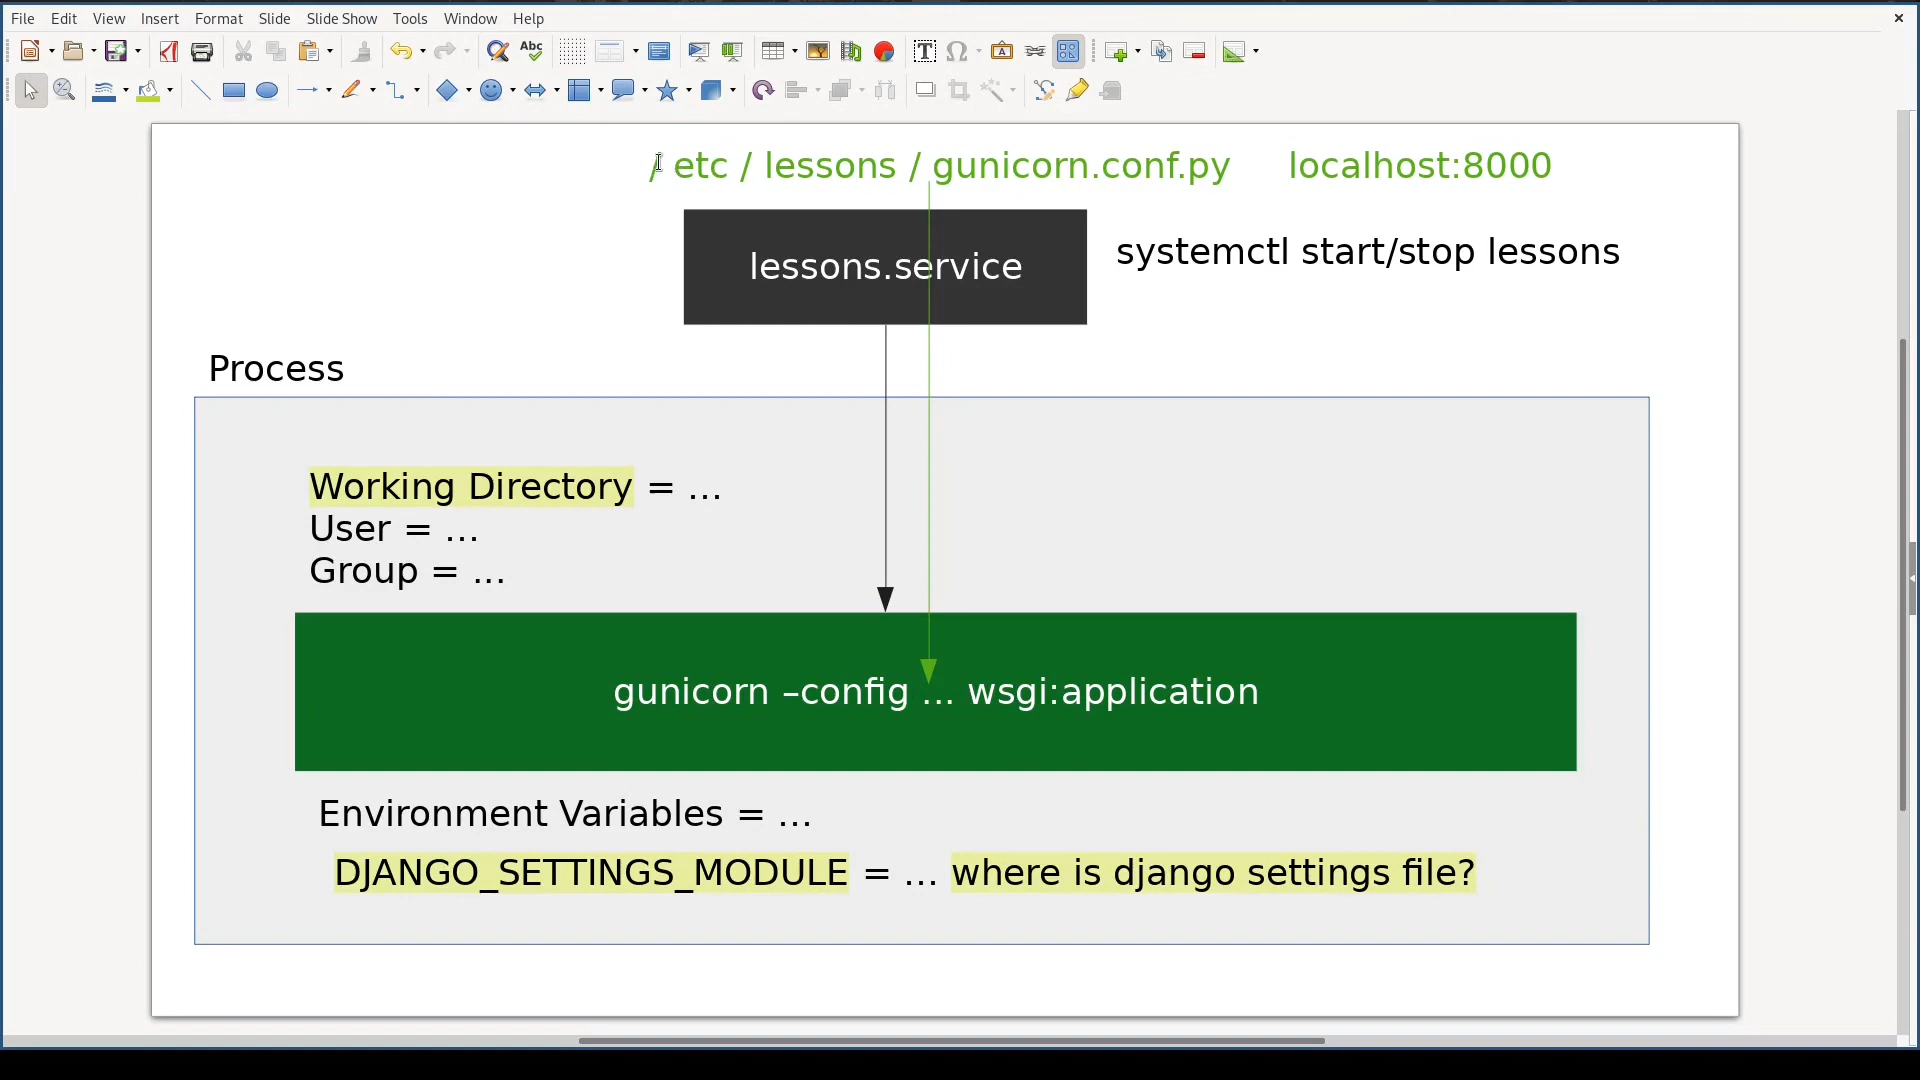 File Edit View Insert Format Slide Slide Show Tools Window Help
Abc
/ etc / lessons / gunicorn.conf.py localhost:8000
lessons.service
systemctl start/stop lessons
Process
Working Directory = ...
User = ...
Group = ...
gunicorn –config ... wsgi:application
Environment Variables = ...
DJANGO_SETTINGS_MODULE = ... where is django settings file?